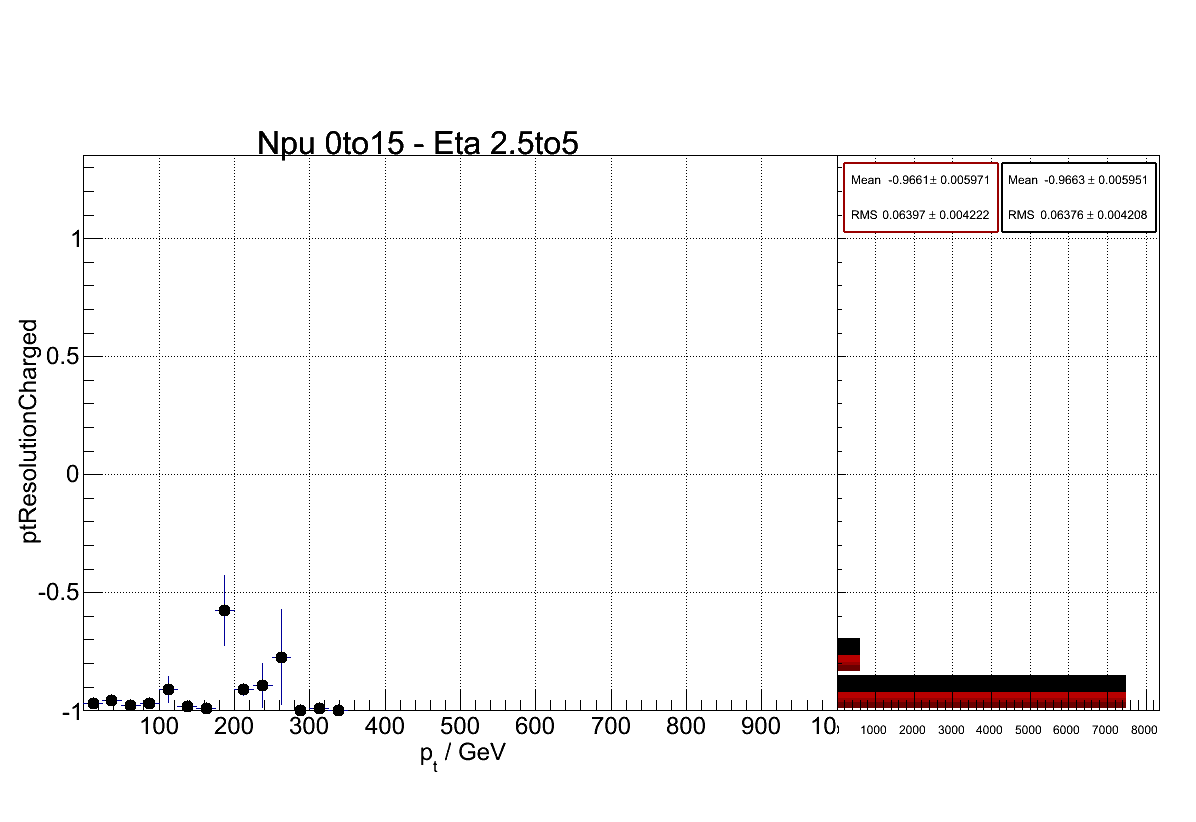 Npu 0to15 - Eta 2.5to5
Mean -0.9661± 0.005971
RMS 0.06397 ± 0.004222
Mean -0.9663 ± 0.005951
RMS 0.06376 ± 0.004208
ptResolutionCharged
1
0.5
0
-0.5
-1
100 200 300 400 500 600 700 800 900
1000 2000 3000 4000 5000 6000 7000 8000
pt / GeV